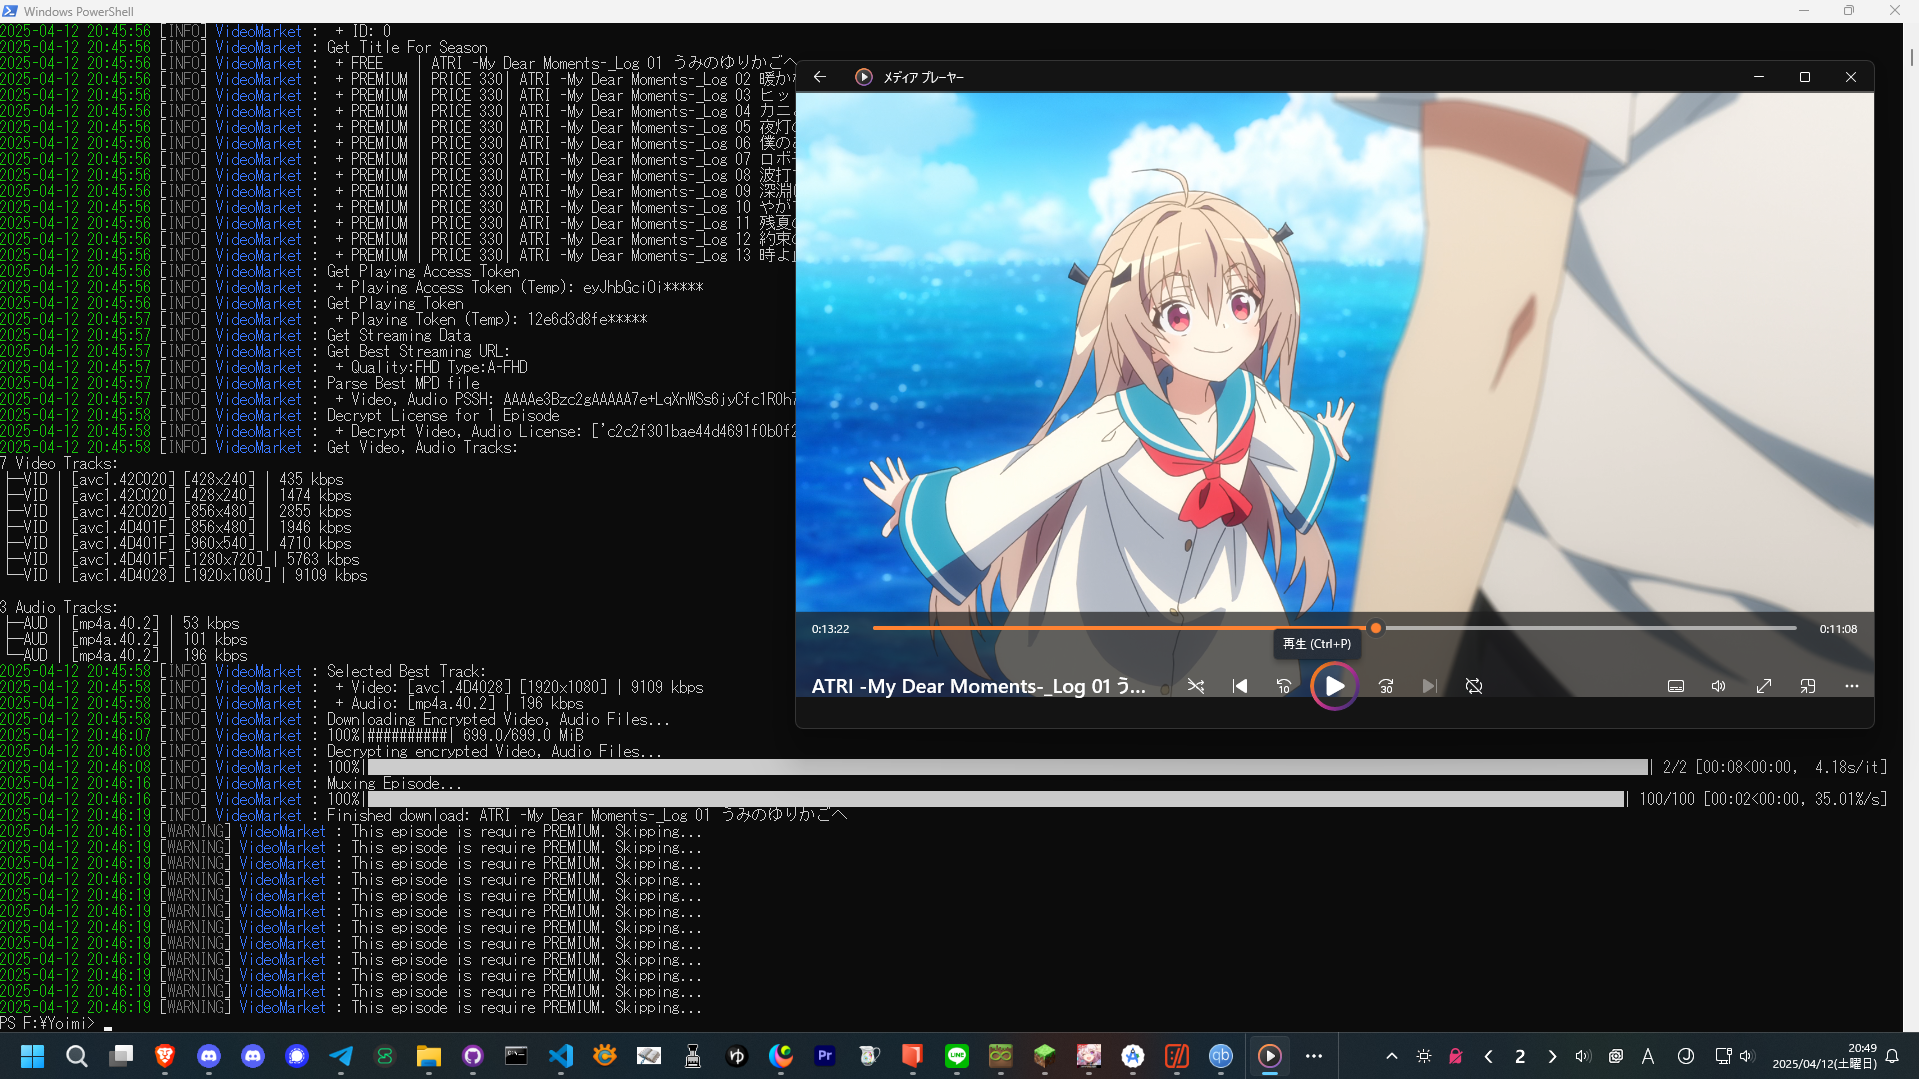 Windows PowerShell
2025-04-12 20:45:56 [INFO] VideoMarket :  + ID: 0
2025-04-12 20:45:56 [INFO] VideoMarket : Get Title For Season
2025-04-12 20:45:56 [INFO] VideoMarket :  + FREE    | ATRI -My Dear Moments-_Log 01 うみのゆりかごへ
2025-04-12 20:45:56 [INFO] VideoMarket :  + PREMIUM | PRICE 330| ATRI -My Dear Moments-_Log 02 暖か
2025-04-12 20:45:56 [INFO] VideoMarket :  + PREMIUM | PRICE 330| ATRI -My Dear Moments-_Log 03 ヒッ
2025-04-12 20:45:56 [INFO] VideoMarket :  + PREMIUM | PRICE 330| ATRI -My Dear Moments-_Log 04 カニ
2025-04-12 20:45:56 [INFO] VideoMarket :  + PREMIUM | PRICE 330| ATRI -My Dear Moments-_Log 05 夜灯
2025-04-12 20:45:56 [INFO] VideoMarket :  + PREMIUM | PRICE 330| ATRI -My Dear Moments-_Log 06 僕の
2025-04-12 20:45:56 [INFO] VideoMarket :  + PREMIUM | PRICE 330| ATRI -My Dear Moments-_Log 07 ロボ
2025-04-12 20:45:56 [INFO] VideoMarket :  + PREMIUM | PRICE 330| ATRI -My Dear Moments-_Log 08 波打
2025-04-12 20:45:56 [INFO] VideoMarket :  + PREMIUM | PRICE 330| ATRI -My Dear Moments-_Log 09 深淵
2025-04-12 20:45:56 [INFO] VideoMarket :  + PREMIUM | PRICE 330| ATRI -My Dear Moments-_Log 10 やが
2025-04-12 20:45:56 [INFO] VideoMarket :  + PREMIUM | PRICE 330| ATRI -My Dear Moments-_Log 11 残夏
2025-04-12 20:45:56 [INFO] VideoMarket :  + PREMIUM | PRICE 330| ATRI -My Dear Moments-_Log 12 約束
2025-04-12 20:45:56 [INFO] VideoMarket :  + PREMIUM | PRICE 330| ATRI -My Dear Moments-_Log 13 時よ
2025-04-12 20:45:56 [INFO] VideoMarket : Get Playing Access Token
2025-04-12 20:45:56 [INFO] VideoMarket :  + Playing Access Token (Temp): eyJhbGciOi*****
2025-04-12 20:45:56 [INFO] VideoMarket : Get Playing Token
2025-04-12 20:45:57 [INFO] VideoMarket :  + Playing Token (Temp): 12e6d3d8fe*****
2025-04-12 20:45:57 [INFO] VideoMarket : Get Streaming Data
2025-04-12 20:45:57 [INFO] VideoMarket : Get Best Streaming URL:
2025-04-12 20:45:57 [INFO] VideoMarket :  + Quality:FHD Type:A-FHD
2025-04-12 20:45:57 [INFO] VideoMarket : Parse Best MPD file
2025-04-12 20:45:57 [INFO] VideoMarket :  + Video, Audio PSSH: AAAAe3Bzc2gAAAAA7e+LqXnWSs6jyCfc1R0h7
2025-04-12 20:45:58 [INFO] VideoMarket : Decrypt License for 1 Episode
2025-04-12 20:45:58 [INFO] VideoMarket :  + Decrypt Video, Audio License: ['c2c2f301bae44d4691f0b0f2
2025-04-12 20:45:58 [INFO] VideoMarket : Get Video, Audio Tracks:
7 Video Tracks:
├─VID | [avc1.42C020] [428x240] | 435 kbps
├─VID | [avc1.42C020] [428x240] | 1474 kbps
├─VID | [avc1.42C020] [856x480] | 2855 kbps
├─VID | [avc1.4D401F] [856x480] | 1946 kbps
├─VID | [avc1.4D401F] [960x540] | 4710 kbps
├─VID | [avc1.4D401F] [1280x720] | 5763 kbps
└─VID | [avc1.4D4028] [1920x1080] | 9109 kbps
3 Audio Tracks:
├─AUD | [mp4a.40.2] | 53 kbps
├─AUD | [mp4a.40.2] | 101 kbps
└─AUD | [mp4a.40.2] | 196 kbps
2025-04-12 20:45:58 [INFO] VideoMarket : Selected Best Track:
2025-04-12 20:45:58 [INFO] VideoMarket :  + Video: [avc1.4D4028] [1920x1080] | 9109 kbps
2025-04-12 20:45:58 [INFO] VideoMarket :  + Audio: [mp4a.40.2] | 196 kbps
2025-04-12 20:45:58 [INFO] VideoMarket : Downloading Encrypted Video, Audio Files...
2025-04-12 20:46:07 [INFO] VideoMarket : 100%|##########| 699.0/699.0 MiB
2025-04-12 20:46:08 [INFO] VideoMarket : Decrypting encrypted Video, Audio Files...
2025-04-12 20:46:08 [INFO] VideoMarket : 100%| | 2/2 [00:08<00:00,  4.18s/it]
2025-04-12 20:46:16 [INFO] VideoMarket : Muxing Episode...
2025-04-12 20:46:16 [INFO] VideoMarket : 100%| | 100/100 [00:02<00:00, 35.01%/s]
2025-04-12 20:46:19 [INFO] VideoMarket : Finished download: ATRI -My Dear Moments-_Log 01 うみのゆりかごへ
2025-04-12 20:46:19 [WARNING] VideoMarket : This episode is require PREMIUM. Skipping...
2025-04-12 20:46:19 [WARNING] VideoMarket : This episode is require PREMIUM. Skipping...
2025-04-12 20:46:19 [WARNING] VideoMarket : This episode is require PREMIUM. Skipping...
2025-04-12 20:46:19 [WARNING] VideoMarket : This episode is require PREMIUM. Skipping...
2025-04-12 20:46:19 [WARNING] VideoMarket : This episode is require PREMIUM. Skipping...
2025-04-12 20:46:19 [WARNING] VideoMarket : This episode is require PREMIUM. Skipping...
2025-04-12 20:46:19 [WARNING] VideoMarket : This episode is require PREMIUM. Skipping...
2025-04-12 20:46:19 [WARNING] VideoMarket : This episode is require PREMIUM. Skipping...
2025-04-12 20:46:19 [WARNING] VideoMarket : This episode is require PREMIUM. Skipping...
2025-04-12 20:46:19 [WARNING] VideoMarket : This episode is require PREMIUM. Skipping...
2025-04-12 20:46:19 [WARNING] VideoMarket : This episode is require PREMIUM. Skipping...
2025-04-12 20:46:19 [WARNING] VideoMarket : This episode is require PREMIUM. Skipping...
PS F:\Yoimi>
メディア プレーヤー
0:13:22
0:11:08
再生 (Ctrl+P)
ATRI -My Dear Moments-_Log 01 う...
10
30
Pr
LINE
qb
2
A
20:49
2025/04/12(土曜日)